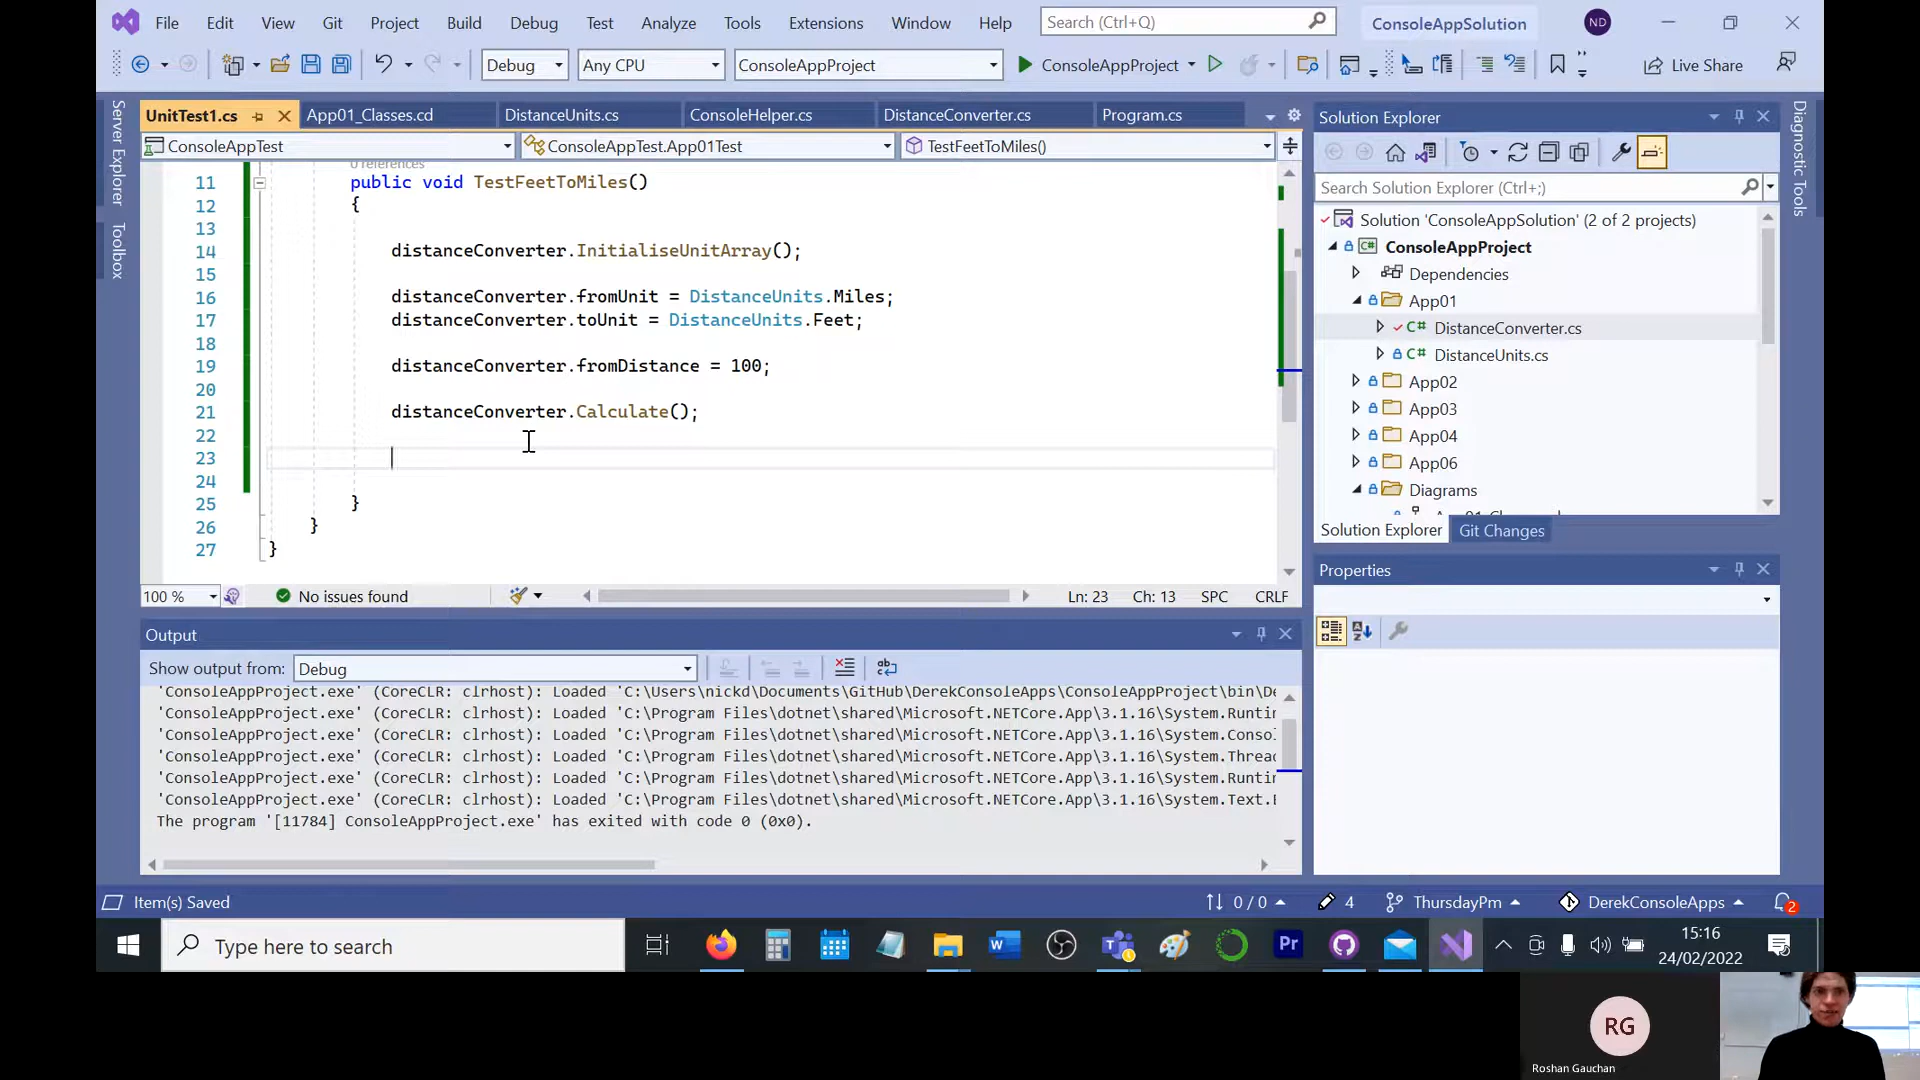 File Edit View Git Project Build Debug Test Analyze Tools Extensions Window Help Search (Ctrl+Q) ConsoleAppSolution ND
Debug Any CPU ConsoleAppProject ConsoleAppProject Live Share
UnitTest1.cs App01_Classes.cd DistanceUnits.cs ConsoleHelper.cs DistanceConverter.cs Program.cs
ConsoleAppTest ConsoleAppTest.App01Test TestFeetToMiles()
Server Explorer
Toolbox
0 references
11 public void TestFeetToMiles()
12 {
13
14 distanceConverter.InitialiseUnitArray();
15
16 distanceConverter.fromUnit = DistanceUnits.Miles;
17 distanceConverter.toUnit = DistanceUnits.Feet;
18
19 distanceConverter.fromDistance = 100;
20
21 distanceConverter.Calculate();
22
23
24
25 }
26 }
27 }
100 % No issues found Ln: 23 Ch: 13 SPC CRLF
Output
Show output from: Debug
'ConsoleAppProject.exe' (CoreCLR: clrhost): Loaded 'C:\Users\nickd\Documents\GitHub\DerekConsoleApps\ConsoleAppProject\bin\De
'ConsoleAppProject.exe' (CoreCLR: clrhost): Loaded 'C:\Program Files\dotnet\shared\Microsoft.NETCore.App\3.1.16\System.Runtin
'ConsoleAppProject.exe' (CoreCLR: clrhost): Loaded 'C:\Program Files\dotnet\shared\Microsoft.NETCore.App\3.1.16\System.Consol
'ConsoleAppProject.exe' (CoreCLR: clrhost): Loaded 'C:\Program Files\dotnet\shared\Microsoft.NETCore.App\3.1.16\System.Thread
'ConsoleAppProject.exe' (CoreCLR: clrhost): Loaded 'C:\Program Files\dotnet\shared\Microsoft.NETCore.App\3.1.16\System.Runtin
'ConsoleAppProject.exe' (CoreCLR: clrhost): Loaded 'C:\Program Files\dotnet\shared\Microsoft.NETCore.App\3.1.16\System.Text.E
The program '[11784] ConsoleAppProject.exe' has exited with code 0 (0x0).
Solution Explorer
Search Solution Explorer (Ctrl+;)
Solution 'ConsoleAppSolution' (2 of 2 projects)
C# ConsoleAppProject
Dependencies
App01
C# DistanceConverter.cs
C# DistanceUnits.cs
App02
App03
App04
App06
Diagrams
Solution Explorer Git Changes
Properties
Diagnostic Tools
Item(s) Saved 0 / 0 4 ThursdayPm DerekConsoleApps 2
Type here to search W Pr 15:16
24/02/2022
RG
Roshan Gauchan